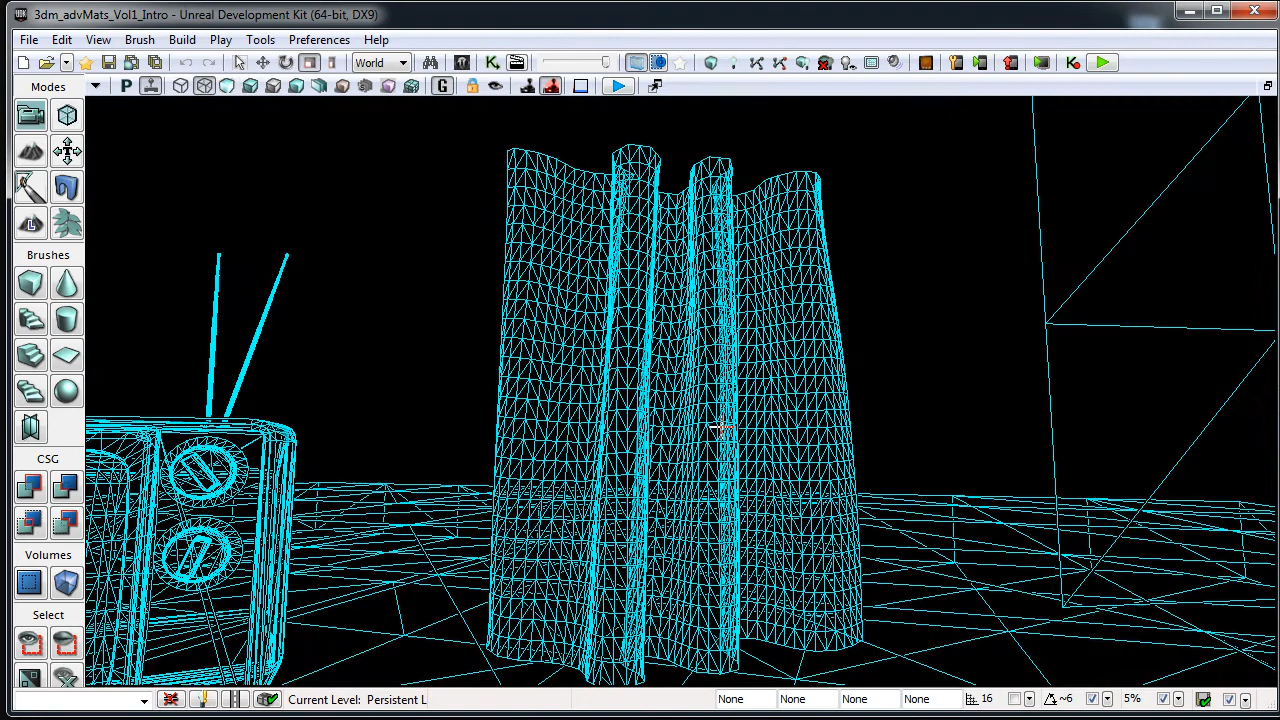 3dm_advMats_Vol1_Intro - Unreal Development Kit (64-bit, DX9)
File Edit View Brush Build Play Tools Preferences Help
World
P G
Modes
Brushes
CSG
Volumes
Select
Current Level: Persistent L None None None None 16 ~6 5%